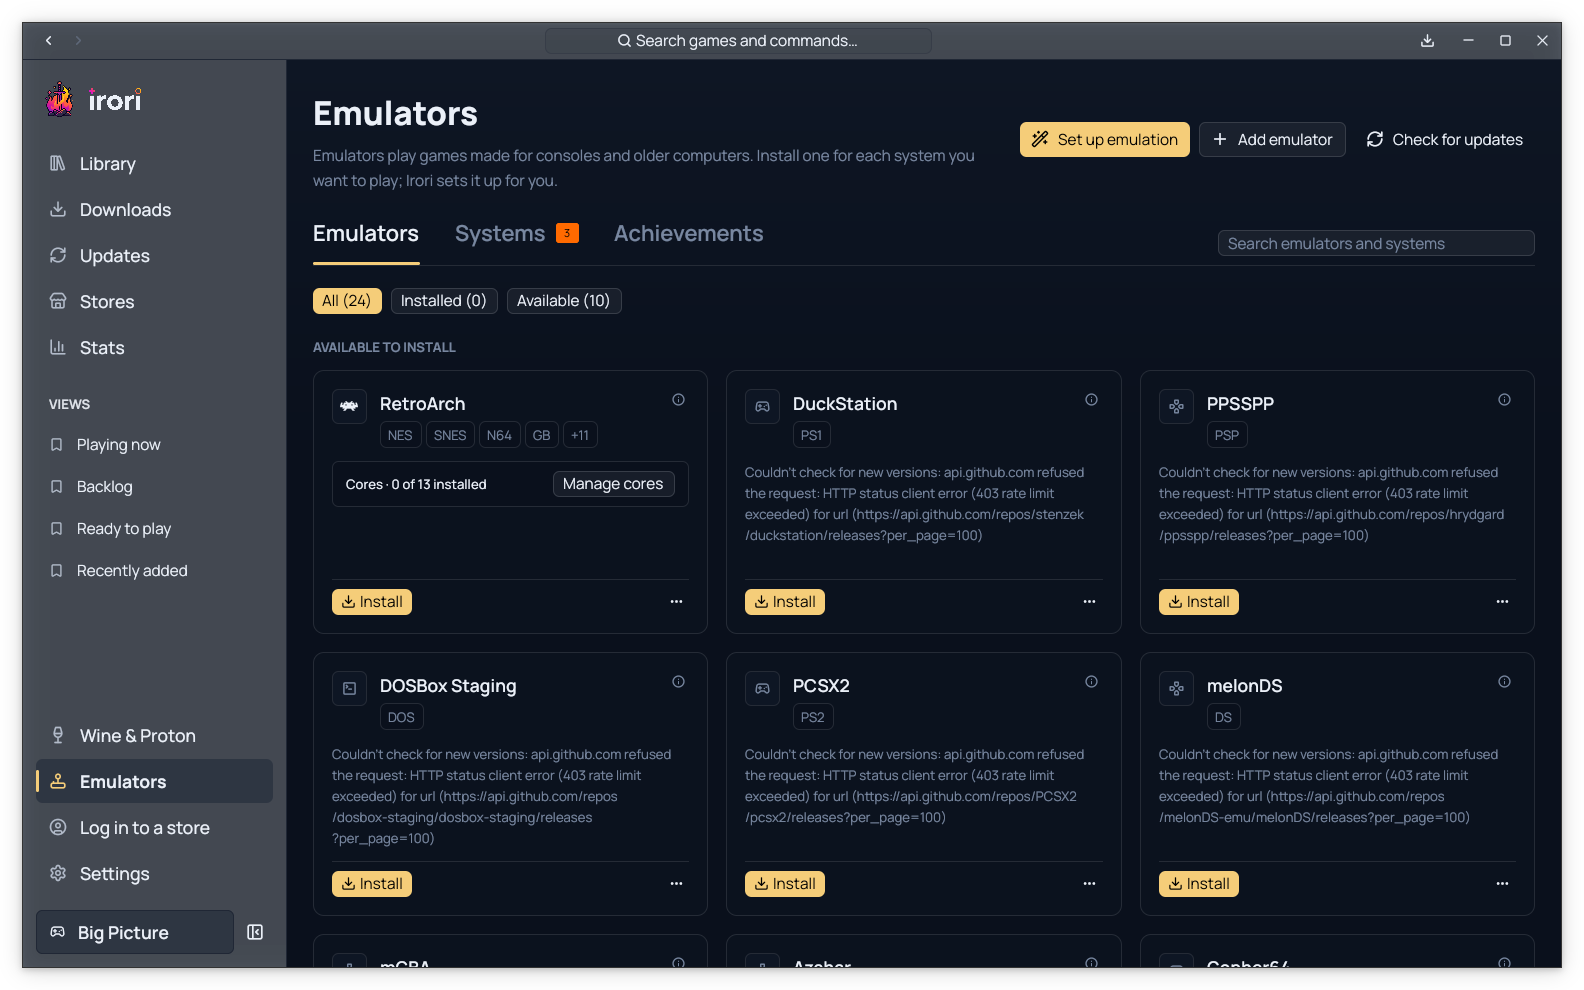 Search games and commands...
irori
Library
Downloads
Updates
Stores
Stats
VIEWS
Playing now
Backlog
Ready to play
Recently added
Wine & Proton
Emulators
Log in to a store
Settings
Big Picture
Emulators
Emulators play games made for consoles and older computers. Install one for each system you
want to play; Irori sets it up for you.
Set up emulation
Add emulator
Check for updates
Emulators
Systems 3
Achievements
Search emulators and systems
All (24)
Installed (0)
Available (10)
AVAILABLE TO INSTALL
RetroArch
NES SNES N64 GB +11
Cores · 0 of 13 installed
Manage cores
Install
DuckStation
PS1
Couldn't check for new versions: api.github.com refused
the request: HTTP status client error (403 rate limit
exceeded) for url (https://api.github.com/repos/stenzek
/duckstation/releases?per_page=100)
Install
PPSSPP
PSP
Couldn't check for new versions: api.github.com refused
the request: HTTP status client error (403 rate limit
exceeded) for url (https://api.github.com/repos/hrydgard
/ppsspp/releases?per_page=100)
Install
DOSBox Staging
DOS
Couldn't check for new versions: api.github.com refused
the request: HTTP status client error (403 rate limit
exceeded) for url (https://api.github.com/repos
/dosbox-staging/dosbox-staging/releases
?per_page=100)
Install
PCSX2
PS2
Couldn't check for new versions: api.github.com refused
the request: HTTP status client error (403 rate limit
exceeded) for url (https://api.github.com/repos/PCSX2
/pcsx2/releases?per_page=100)
Install
melonDS
DS
Couldn't check for new versions: api.github.com refused
the request: HTTP status client error (403 rate limit
exceeded) for url (https://api.github.com/repos
/melonDS-emu/melonDS/releases?per_page=100)
Install
mGBA
Azahar
Gopher64